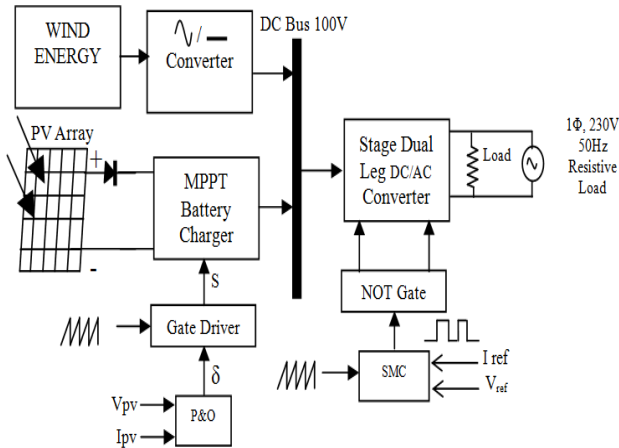 WIND
ENERGY
∿ / —
Converter
DC Bus 100V
PV Array
+
-
MPPT
Battery
Charger
S
Gate Driver
δ
Vpv
Ipv
P&O
Stage Dual
Leg DC/AC
Converter
Load
1Φ, 230V
50Hz
Resistive
Load
NOT Gate
SMC
I ref
Vref